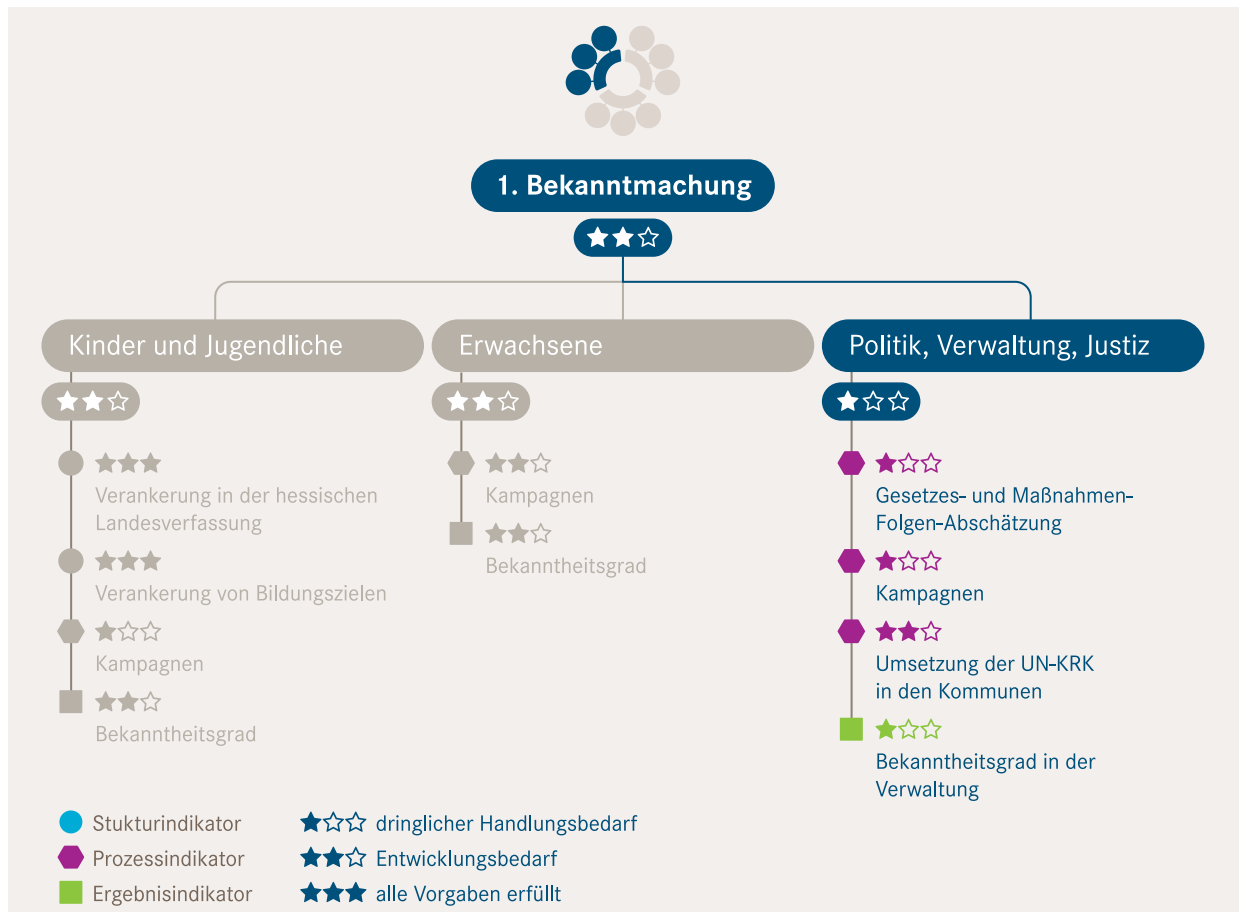 1. Bekanntmachung
Kinder und Jugendliche
Verankerung in der hessischen
Landesverfassung
Verankerung von Bildungszielen
Kampagnen
Bekanntheitsgrad
Erwachsene
Kampagnen
Bekanntheitsgrad
Politik, Verwaltung, Justiz
Gesetzes- und Maßnahmen-
Folgen-Abschätzung
Kampagnen
Umsetzung der UN-KRK
in den Kommunen
Bekanntheitsgrad in der
Verwaltung
Stukturindikator
Prozessindikator
Ergebnisindikator
dringlicher Handlungsbedarf
Entwicklungsbedarf
alle Vorgaben erfüllt